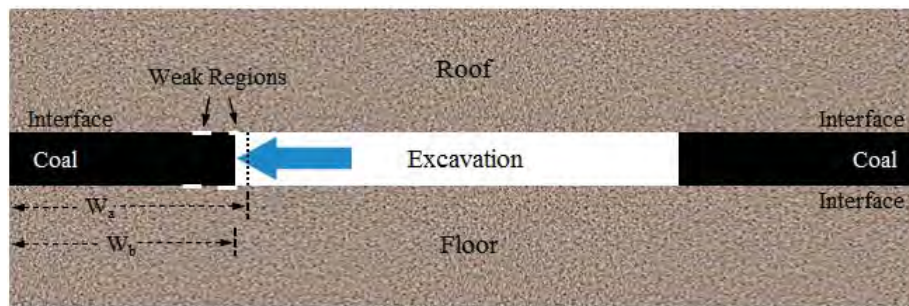 Roof
Weak Regions
Interface
Interface
Coal
Excavation
Coal
Interface
Wa
Wb
Floor